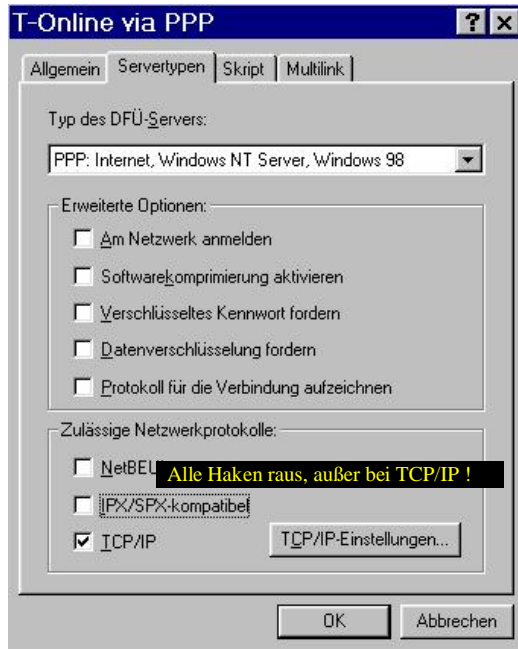 T-Online via PPP
Allgemein Servertypen Skript Multilink
Typ des DFÜ-Servers:
PPP: Internet, Windows NT Server, Windows 98
Erweiterte Optionen:
Am Netzwerk anmelden
Softwarekomprimierung aktivieren
Verschlüsseltes Kennwort fordern
Datenverschlüsselung fordern
Protokoll für die Verbindung aufzeichnen
Zulässige Netzwerkprotokolle:
NetBEU
Alle Haken raus, außer bei TCP/IP !
IPX/SPX-kompatibel
TCP/IP TCP/IP-Einstellungen...
OK Abbrechen